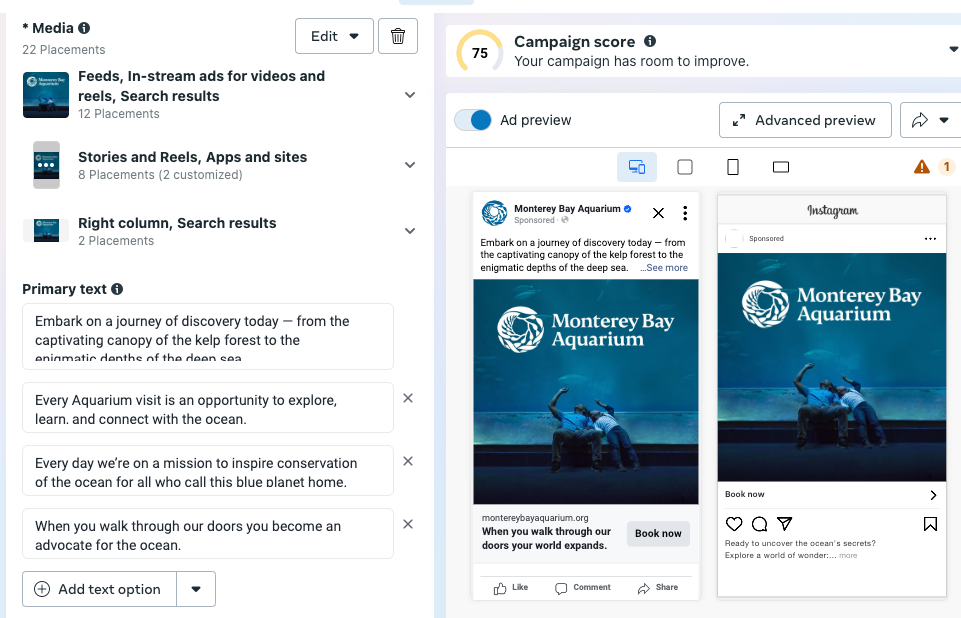 * Media
22 Placements
Edit
Monterey Bay
Aquarium
Feeds, In-stream ads for videos and
reels, Search results
12 Placements
Stories and Reels, Apps and sites
8 Placements (2 customized)
Right column, Search results
2 Placements
Primary text
Embark on a journey of discovery today — from the
captivating canopy of the kelp forest to the
enigmatic depths of the deep sea.
Every Aquarium visit is an opportunity to explore,
learn, and connect with the ocean.
Every day we're on a mission to inspire conservation
of the ocean for all who call this blue planet home.
When you walk through our doors you become an
advocate for the ocean.
Add text option
75
Campaign score
Your campaign has room to improve.
Ad preview
Advanced preview
1
Monterey Bay Aquarium
Sponsored ·
Embark on a journey of discovery today — from
the captivating canopy of the kelp forest to the
enigmatic depths of the deep sea. ...See more
Monterey Bay
Aquarium
montereybayaquarium.org
When you walk through our
doors your world expands.
Book now
Like
Comment
Share
Instagram
Sponsored
Monterey Bay
Aquarium
Book now
Ready to uncover the ocean's secrets?
Explore a world of wonder:... more